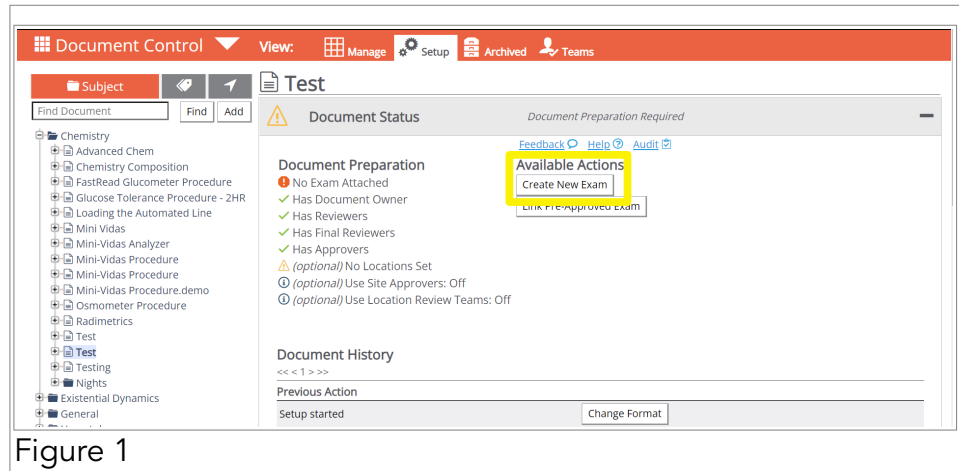 Document Control View: Manage Setup Archived Teams
Subject
Test
Find Document Find Add
Document Status Document Preparation Required
Feedback Help Audit
Chemistry
Advanced Chem
Chemistry Composition
FastRead Glucometer Procedure
Glucose Tolerance Procedure - 2HR
Loading the Automated Line
Mini Vidas
Mini-Vidas Analyzer
Mini-Vidas Procedure
Mini-Vidas Procedure
Mini-Vidas Procedure.demo
Osmometer Procedure
Radimetrics
Test
Test
Testing
Nights
Existential Dynamics
General
Document Preparation
No Exam Attached
Has Document Owner
Has Reviewers
Has Final Reviewers
Has Approvers
(optional) No Locations Set
(optional) Use Site Approvers: Off
(optional) Use Location Review Teams: Off
Available Actions
Create New Exam
Link Pre-Approved Exam
Document History
<< < 1 > >>
Previous Action
Setup started Change Format
Figure 1